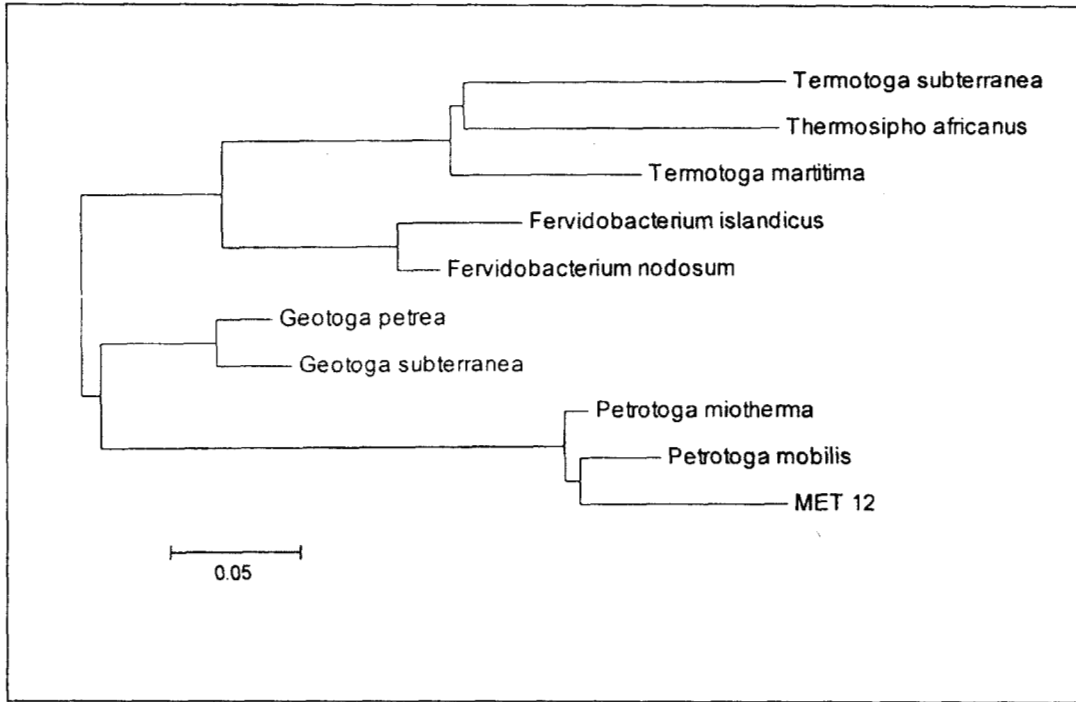 Termotoga subterranea
Thermosipho africanus
Termotoga martitima
Fervidobacterium islandicus
Fervidobacterium nodosum
Geotoga petrea
Geotoga subterranea
Petrotoga miotherma
Petrotoga mobilis
MET 12
0.05